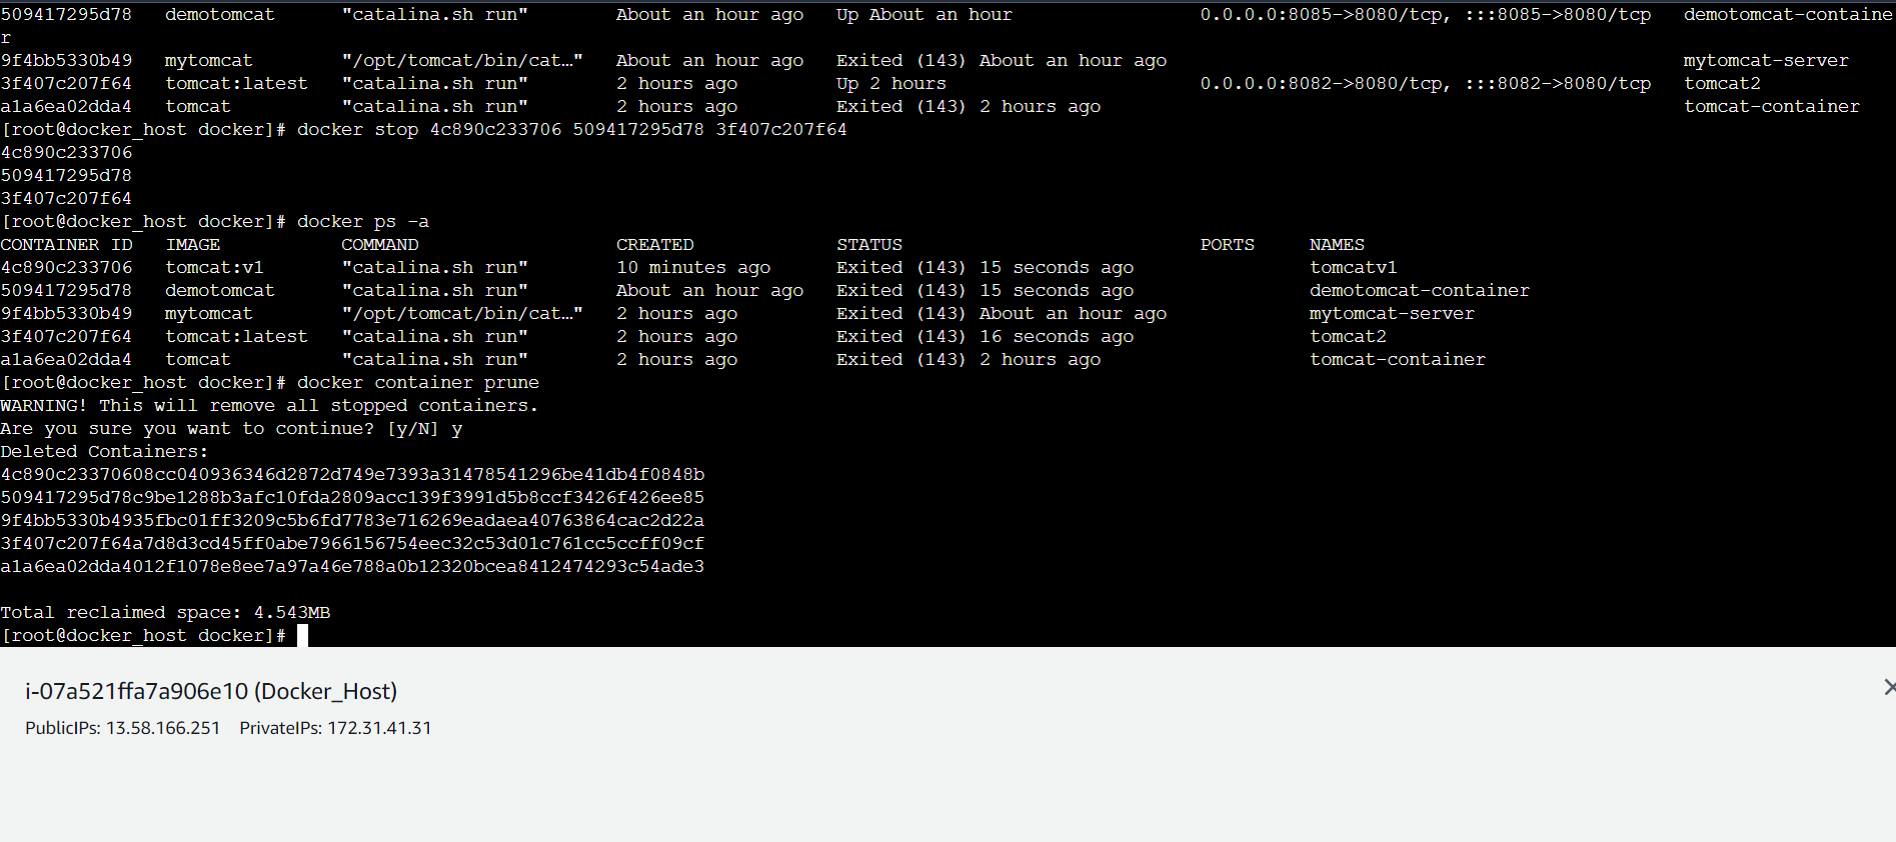 509417295d78   demotomcat      "catalina.sh run"        About an hour ago   Up About an hour                 0.0.0.0:8085->8080/tcp, :::8085->8080/tcp   demotomcat-containe
r
9f4bb5330b49   mytomcat        "/opt/tomcat/bin/cat…"   About an hour ago   Exited (143) About an hour ago                                               mytomcat-server
3f407c207f64   tomcat:latest   "catalina.sh run"        2 hours ago         Up 2 hours                       0.0.0.0:8082->8080/tcp, :::8082->8080/tcp   tomcat2
a1a6ea02dda4   tomcat          "catalina.sh run"        2 hours ago         Exited (143) 2 hours ago                                                     tomcat-container
[root@docker_host docker]# docker stop 4c890c233706 509417295d78 3f407c207f64
4c890c233706
509417295d78
3f407c207f64
[root@docker_host docker]# docker ps -a
CONTAINER ID   IMAGE           COMMAND                  CREATED             STATUS                           PORTS     NAMES
4c890c233706   tomcat:v1       "catalina.sh run"        10 minutes ago      Exited (143) 15 seconds ago                tomcatv1
509417295d78   demotomcat      "catalina.sh run"        About an hour ago   Exited (143) 15 seconds ago                demotomcat-container
9f4bb5330b49   mytomcat        "/opt/tomcat/bin/cat…"   2 hours ago         Exited (143) About an hour ago             mytomcat-server
3f407c207f64   tomcat:latest   "catalina.sh run"        2 hours ago         Exited (143) 16 seconds ago                tomcat2
a1a6ea02dda4   tomcat          "catalina.sh run"        2 hours ago         Exited (143) 2 hours ago                   tomcat-container
[root@docker_host docker]# docker container prune
WARNING! This will remove all stopped containers.
Are you sure you want to continue? [y/N] y
Deleted Containers:
4c890c23370608cc040936346d2872d749e7393a31478541296be41db4f0848b
509417295d78c9be1288b3afc10fda2809acc139f3991d5b8ccf3426f426ee85
9f4bb5330b4935fbc01ff3209c5b6fd7783e716269eadaea40763864cac2d22a
3f407c207f64a7d8d3cd45ff0abe7966156754eec32c53d01c761cc5ccff09cf
a1a6ea02dda4012f1078e8ee7a97a46e788a0b12320bcea8412474293c54ade3

Total reclaimed space: 4.543MB
[root@docker_host docker]#
i-07a521ffa7a906e10 (Docker_Host)
PublicIPs: 13.58.166.251   PrivateIPs: 172.31.41.31